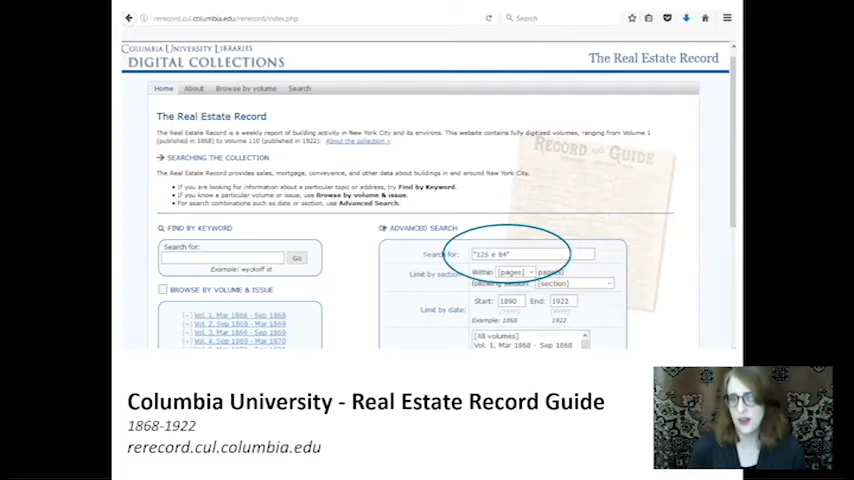 rerecord.cul.columbia.edu/rerecord/index.php
Search
COLUMBIA UNIVERSITY LIBRARIES
DIGITAL COLLECTIONS
The Real Estate Record
Home About Browse by volume Search
The Real Estate Record
The Real Estate Record is a weekly report of building activity in New York City and its environs. This website contains fully digitized volumes, ranging from Volume 1
(published in 1868) to Volume 110 (published in 1922). About the collection »
RECORD AND GUIDE
SEARCHING THE COLLECTION
The Real Estate Record provides sales, mortgage, conveyance, and other data about buildings in and around New York City.
If you are looking for information about a particular topic or address, try Find by Keyword.
If you know a particular volume or issue, use Browse by volume & issue.
For search combinations such as date or section, use Advanced Search.
FIND BY KEYWORD
Search for:
Go
Example: wyckoff st
BROWSE BY VOLUME & ISSUE
[+] Vol. 1, Mar 1868 - Sep 1868
[+] Vol. 2, Sep 1868 - Mar 1869
[+] Vol. 3, Mar 1869 - Sep 1869
[+] Vol. 4, Sep 1869 - Mar 1870
ADVANCED SEARCH
Search for: "125 e 84"
Within [pages] page(s)
Limit by section: following section: [section]
Limit by date: Start: 1890 End: 1922
[YYYY] [YYYY]
Example: 1868 1922
[All volumes]
Vol. 1, Mar 1868 - Sep 1868
Columbia University - Real Estate Record Guide
1868-1922
rerecord.cul.columbia.edu